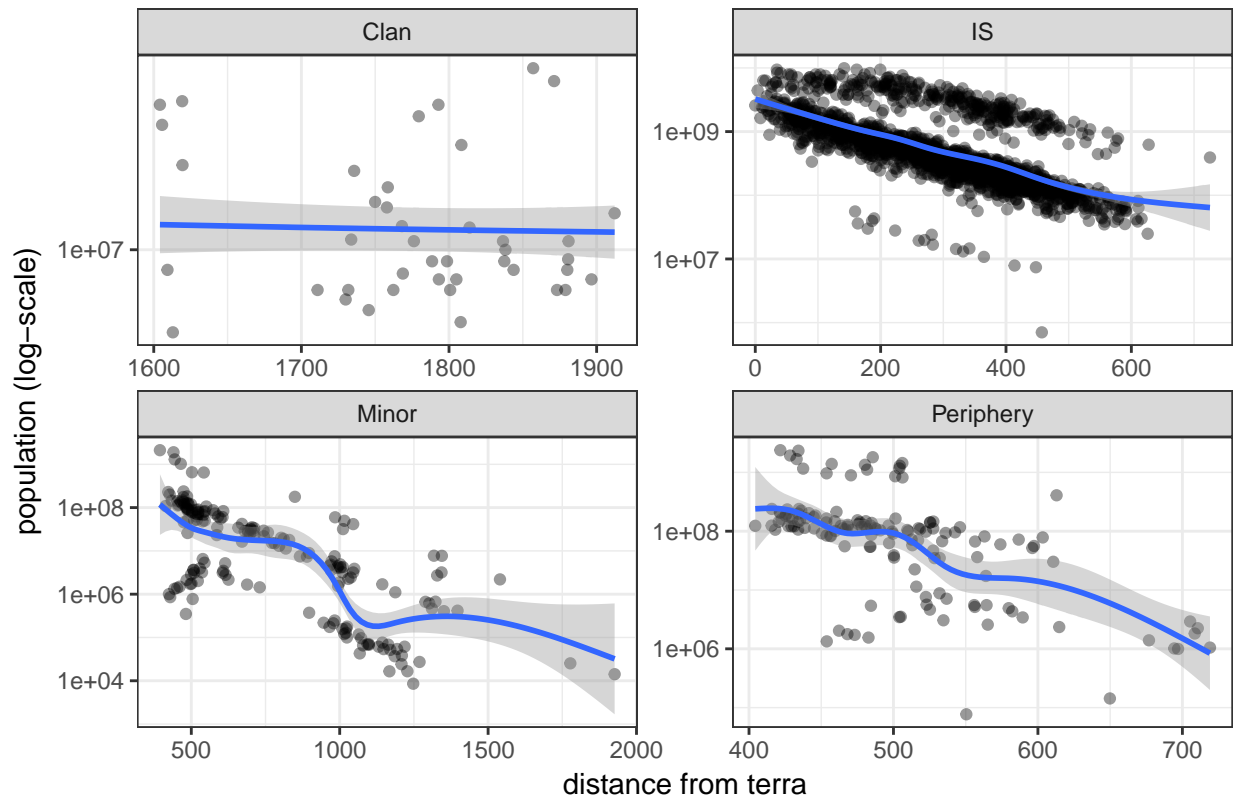 Clan
IS
1e+07
1600 1700 1800 1900
1e+09
1e+07
0 200 400 600
Minor
Periphery
1e+08
1e+06
1e+04
500 1000 1500 2000
1e+08
1e+06
400 500 600 700
population (log−scale)
distance from terra